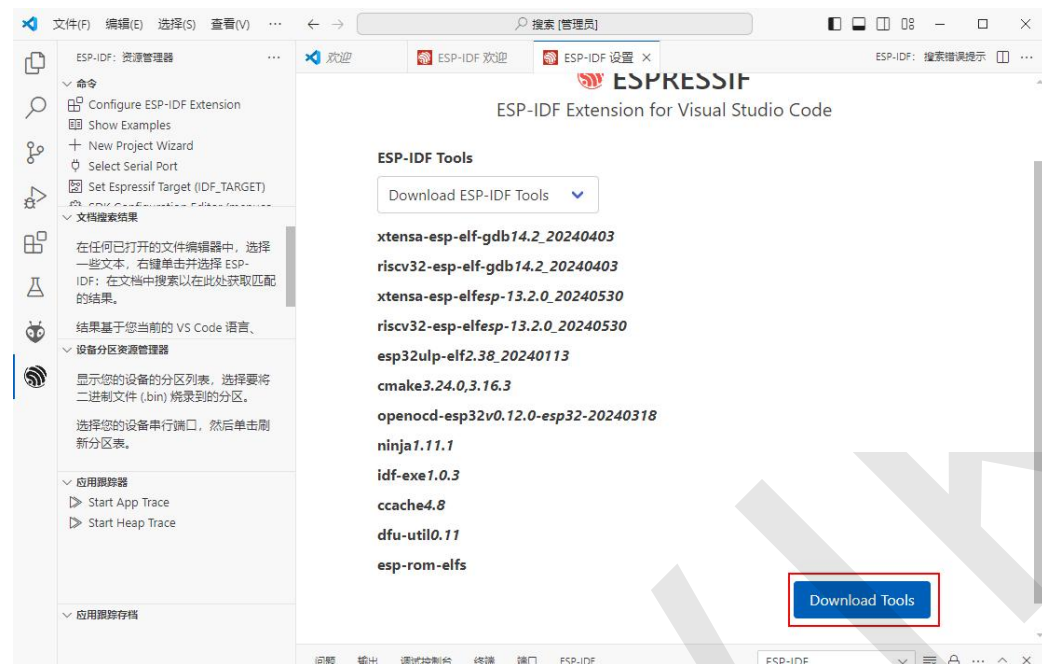 文件(F) 编辑(E) 选择(S) 查看(V) ··· 搜索 [管理员]
ESP-IDF: 资源管理器 ···
命令
Configure ESP-IDF Extension
Show Examples
New Project Wizard
Select Serial Port
Set Espressif Target (IDF_TARGET)
文档搜索结果
在任何已打开的文件编辑器中，选择
一些文本，右键单击并选择 ESP-
IDF：在文档中搜索以在此处获取匹配
的结果。
结果基于您当前的 VS Code 语言、
设备分区资源管理器
显示您的设备的分区列表，选择要将
二进制文件 (.bin) 烧录到的分区。
选择您的设备串行端口，然后单击刷
新分区表。
应用跟踪器
Start App Trace
Start Heap Trace
应用跟踪存档
欢迎 ESP-IDF 欢迎 ESP-IDF 设置 ESP-IDF: 搜索错误提示 ···
ESPRESSIF
ESP-IDF Extension for Visual Studio Code
ESP-IDF Tools
Download ESP-IDF Tools
xtensa-esp-elf-gdb14.2_20240403
riscv32-esp-elf-gdb14.2_20240403
xtensa-esp-elfesp-13.2.0_20240530
riscv32-esp-elfesp-13.2.0_20240530
esp32ulp-elf2.38_20240113
cmake3.24.0,3.16.3
openocd-esp32v0.12.0-esp32-20240318
ninja1.11.1
idf-exe1.0.3
ccache4.8
dfu-util0.11
esp-rom-elfs
Download Tools
问题 输出 调试控制台 终端 端口 ESP-IDF ESP-IDF ···